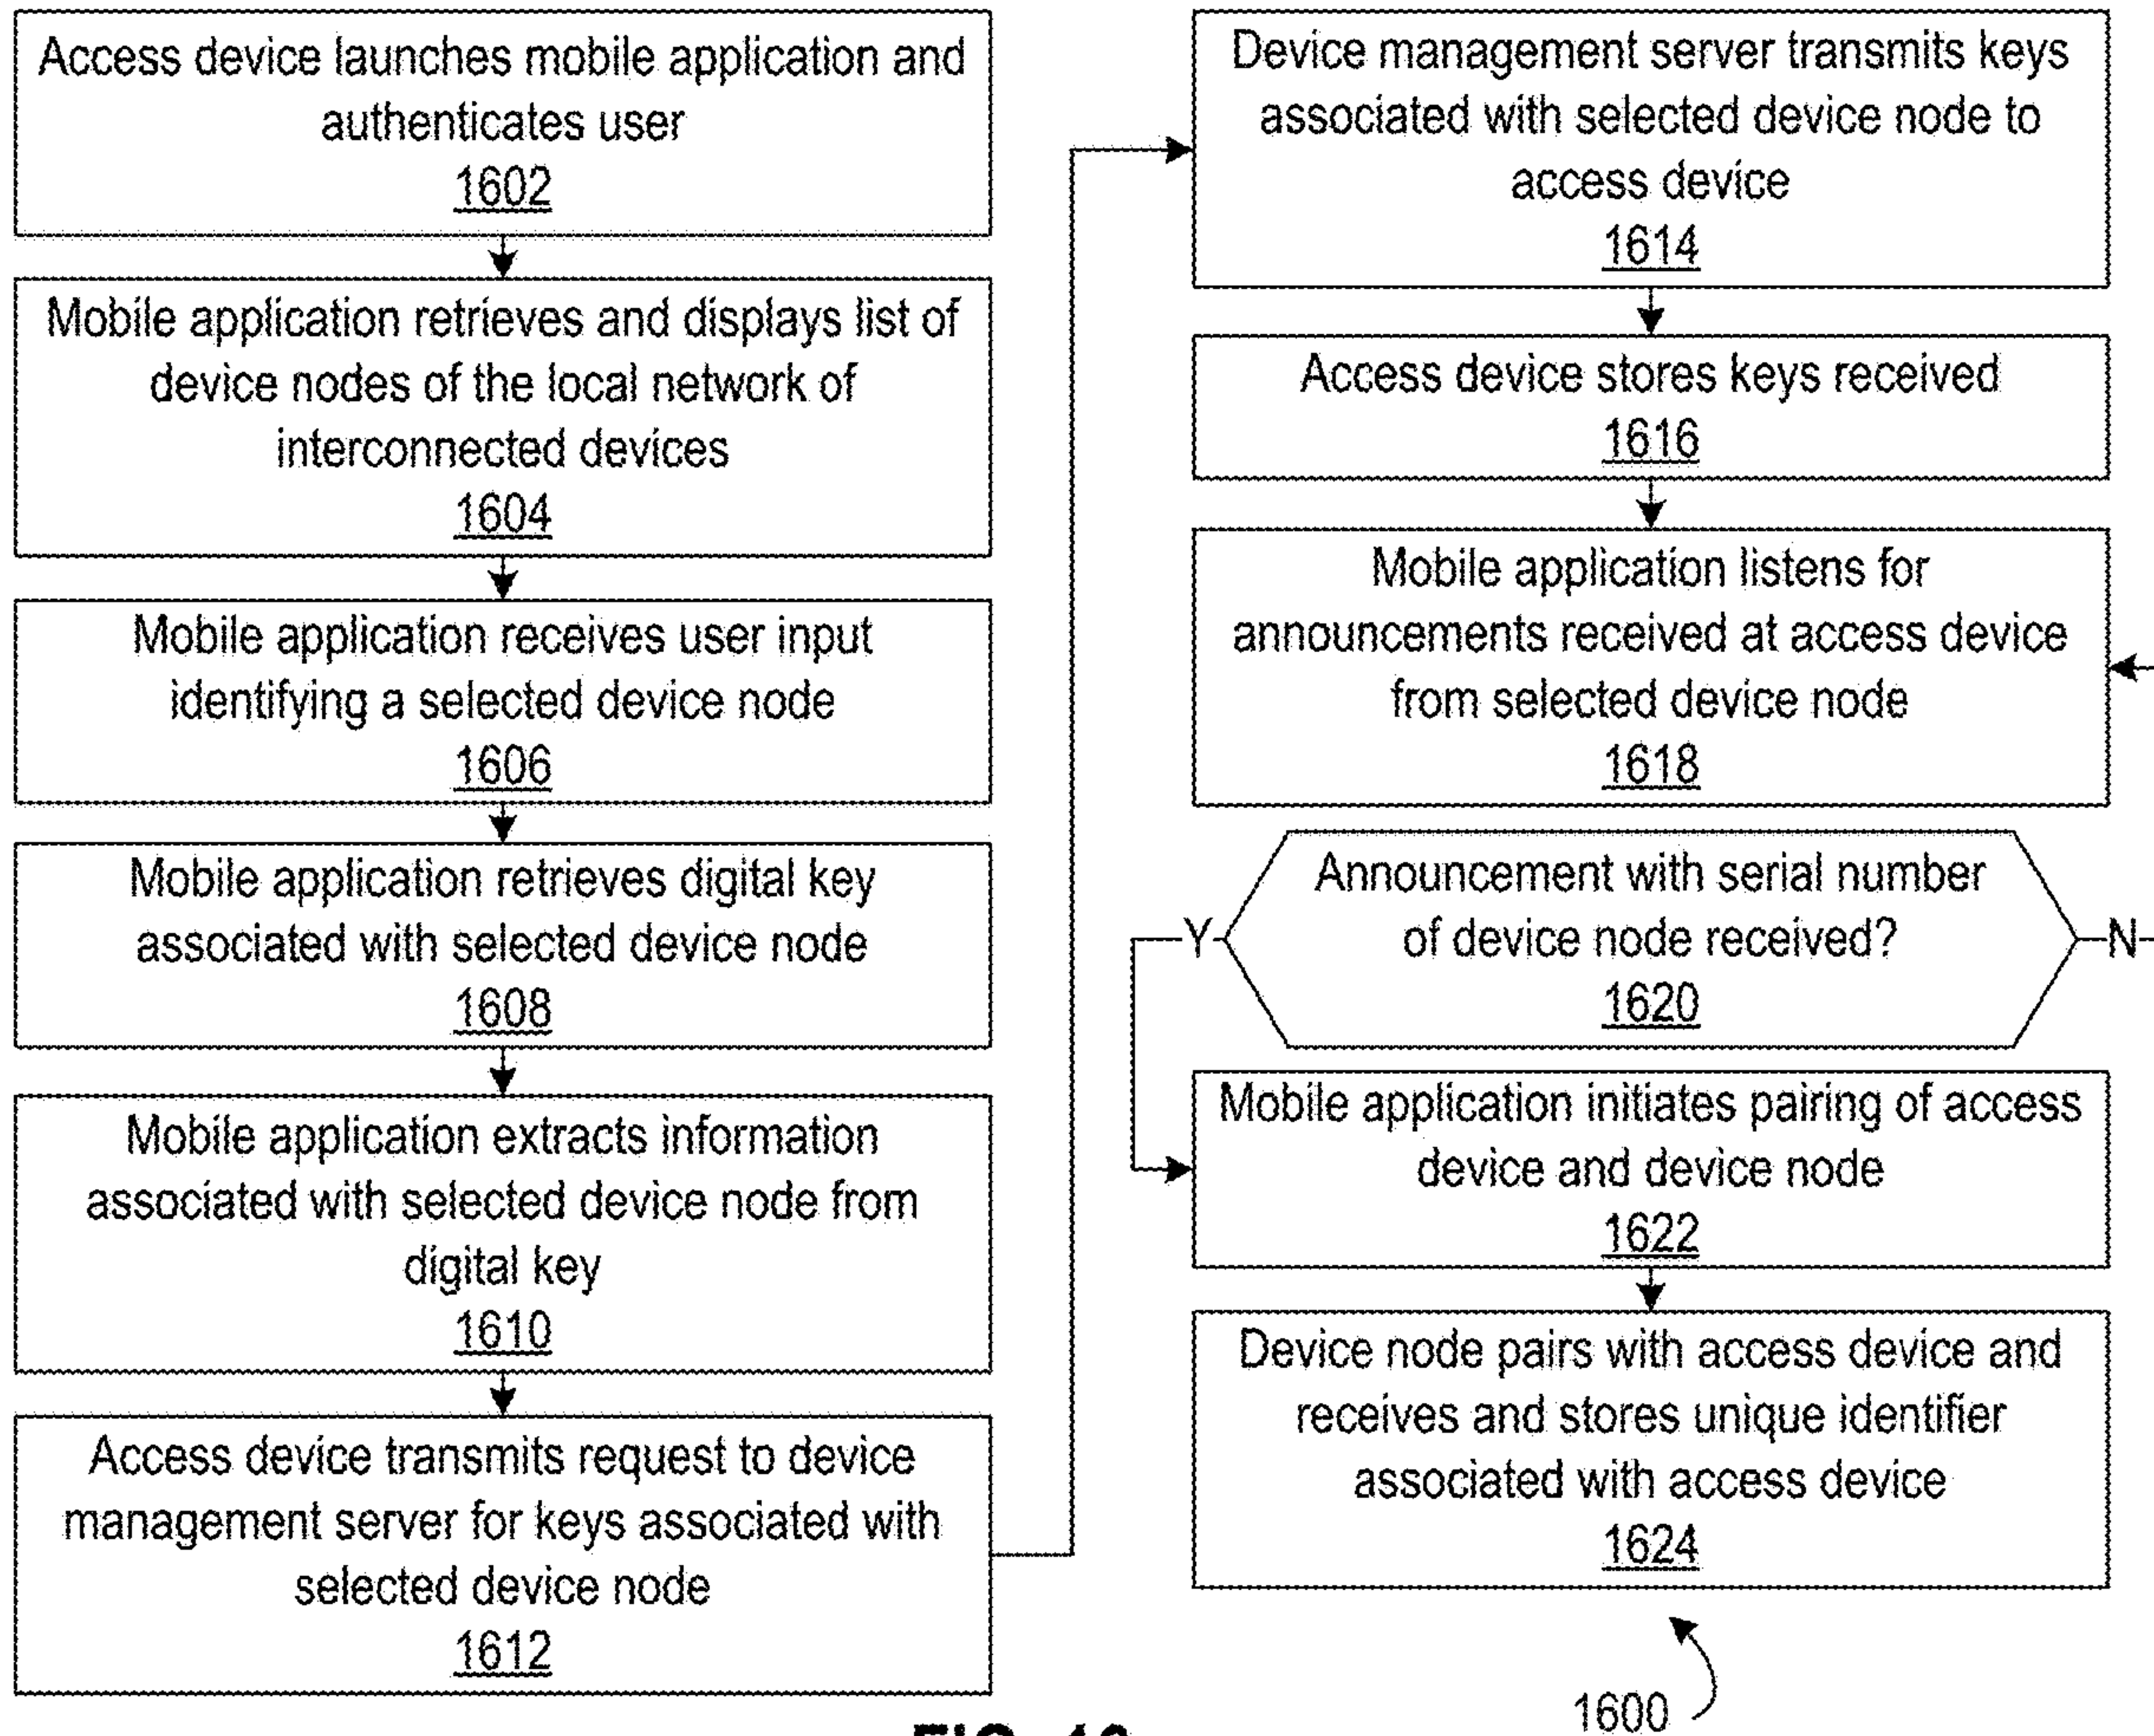 Access device launches mobile application and
authenticates user
1602
Mobile application retrieves and displays list of
device nodes of the local network of
interconnected devices
1604
Mobile application receives user input
identifying a selected device node
1606
Mobile application retrieves digital key
associated with selected device node
1608
Mobile application extracts information
associated with selected device node from
digital key
1610
Access device transmits request to device
management server for keys associated with
selected device node
1612
Device management server transmits keys
associated with selected device node to
access device
1614
Access device stores keys received
1616
Mobile application listens for
announcements received at access device
from selected device node
1618
Announcement with serial number
of device node received?
1620
Y
N
Mobile application initiates pairing of access
device and device node
1622
Device node pairs with access device and
receives and stores unique identifier
associated with access device
1624
1600